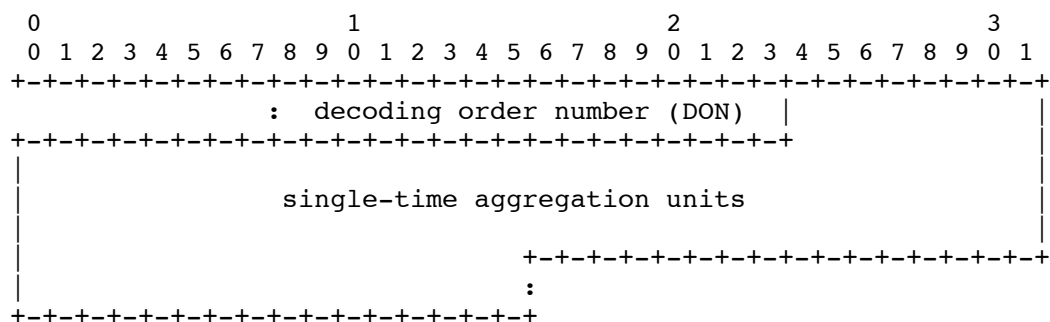 0                   1                   2                   3
 0 1 2 3 4 5 6 7 8 9 0 1 2 3 4 5 6 7 8 9 0 1 2 3 4 5 6 7 8 9 0 1
+-+-+-+-+-+-+-+-+-+-+-+-+-+-+-+-+-+-+-+-+-+-+-+-+-+-+-+-+-+-+-+-+
                :  decoding order number (DON)  |               |
+-+-+-+-+-+-+-+-+-+-+-+-+-+-+-+-+-+-+-+-+-+-+-+-+               |
|                                                               |
|                single-time aggregation units                  |
|                                                               |
|                               +-+-+-+-+-+-+-+-+-+-+-+-+-+-+-+-+
|                               :
+-+-+-+-+-+-+-+-+-+-+-+-+-+-+-+-+